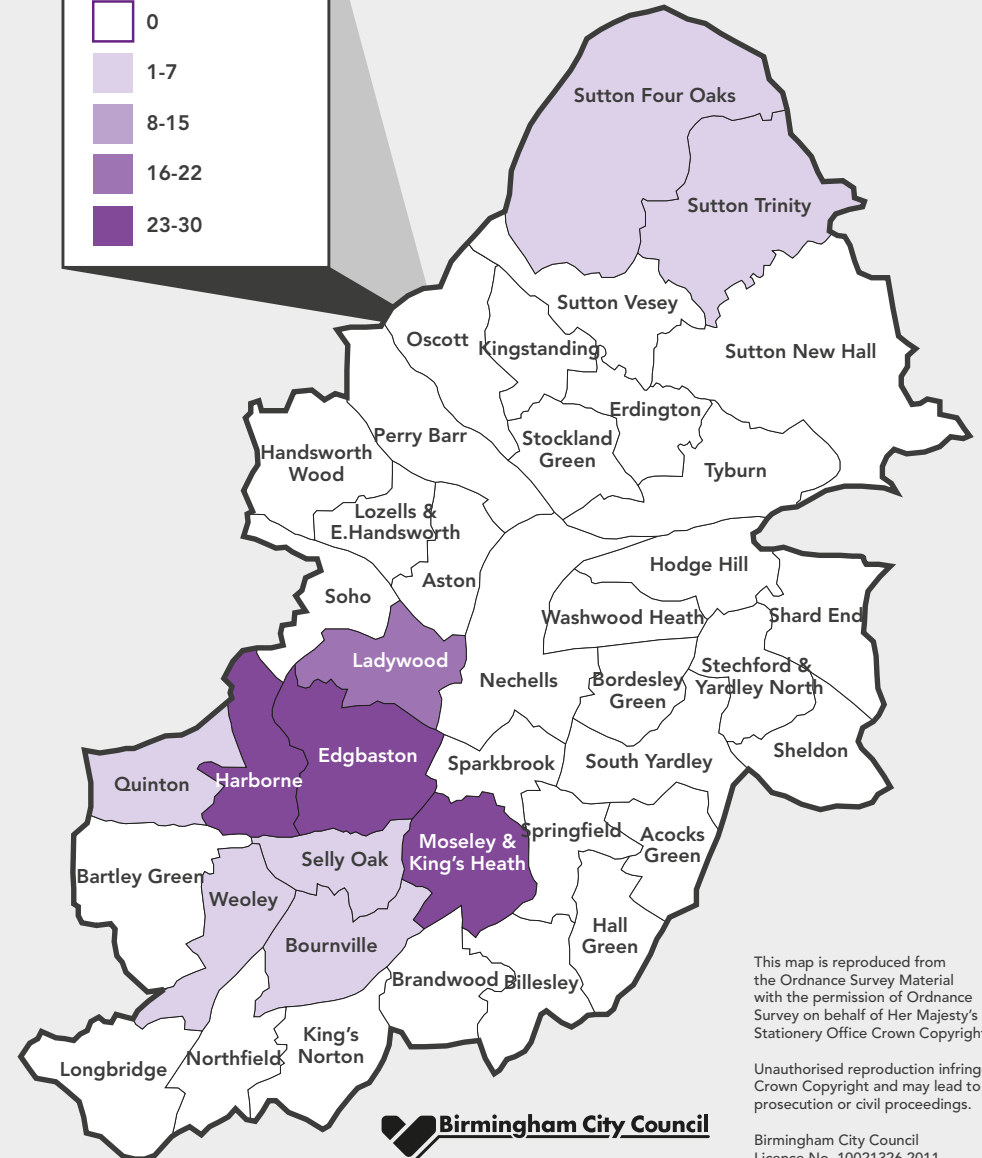 0
1-7
8-15
16-22
23-30
Sutton Four Oaks
Sutton Trinity
Sutton Vesey
Oscott
Kingstanding
Sutton New Hall
Erdington
Perry Barr
Stockland
Green
Handsworth
Wood
Tyburn
Lozells &
E.Handsworth
Hodge Hill
Aston
Soho
Washwood Heath
Shard End
Ladywood
Nechells
Bordesley
Green
Stechford &
Yardley North
Edgbaston
Sparkbrook
South Yardley
Sheldon
Quinton
Harborne
Moseley &
King's Heath
Springfield
Acocks
Green
Selly Oak
Bartley Green
Weoley
Bournville
Hall
Green
Brandwood
Billesley
King's
Norton
Northfield
Longbridge
This map is reproduced from
the Ordnance Survey Material
with the permission of Ordnance
Survey on behalf of Her Majesty's
Stationery Office Crown Copyright
Unauthorised reproduction infring
Crown Copyright and may lead to
prosecution or civil proceedings.
Birmingham City Council
Licence No. 10021326 2011
Birmingham City Council